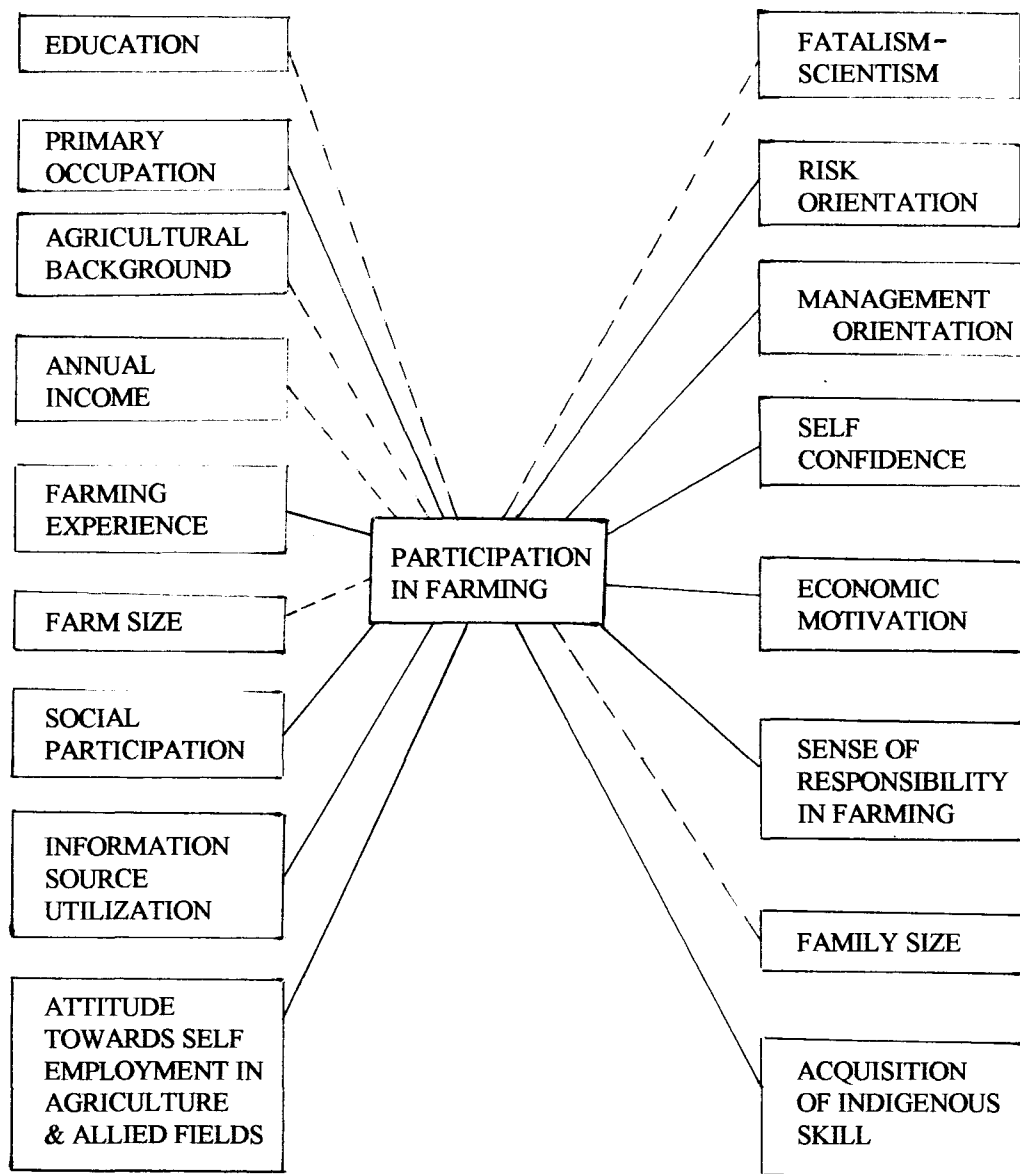 EDUCATION
PRIMARY
OCCUPATION
AGRICULTURAL
BACKGROUND
ANNUAL
INCOME
FARMING
EXPERIENCE
FARM SIZE
SOCIAL
PARTICIPATION
INFORMATION
SOURCE
UTILIZATION
ATTITUDE
TOWARDS SELF
EMPLOYMENT IN
AGRICULTURE
& ALLIED FIELDS
PARTICIPATION
IN FARMING
FATALISM-
SCIENTISM
RISK
ORIENTATION
MANAGEMENT
ORIENTATION
SELF
CONFIDENCE
ECONOMIC
MOTIVATION
SENSE OF
RESPONSIBILITY
IN FARMING
FAMILY SIZE
ACQUISITION
OF INDIGENOUS
SKILL